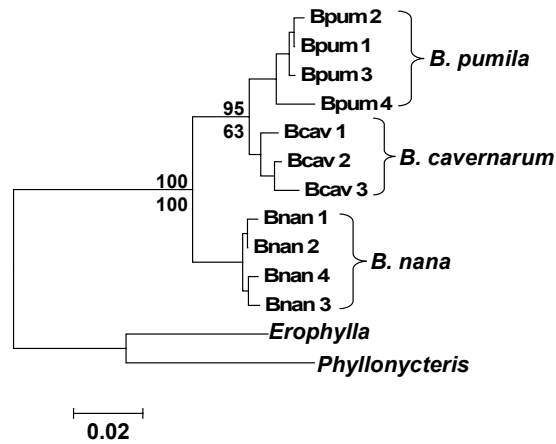 Bpum 2
Bpum 1
Bpum 3
Bpum 4
B. pumila
95
63
Bcav 1
Bcav 2
Bcav 3
B. cavernarum
100
100
Bnan 1
Bnan 2
Bnan 4
Bnan 3
B. nana
Erophylla
Phyllonycteris
0.02